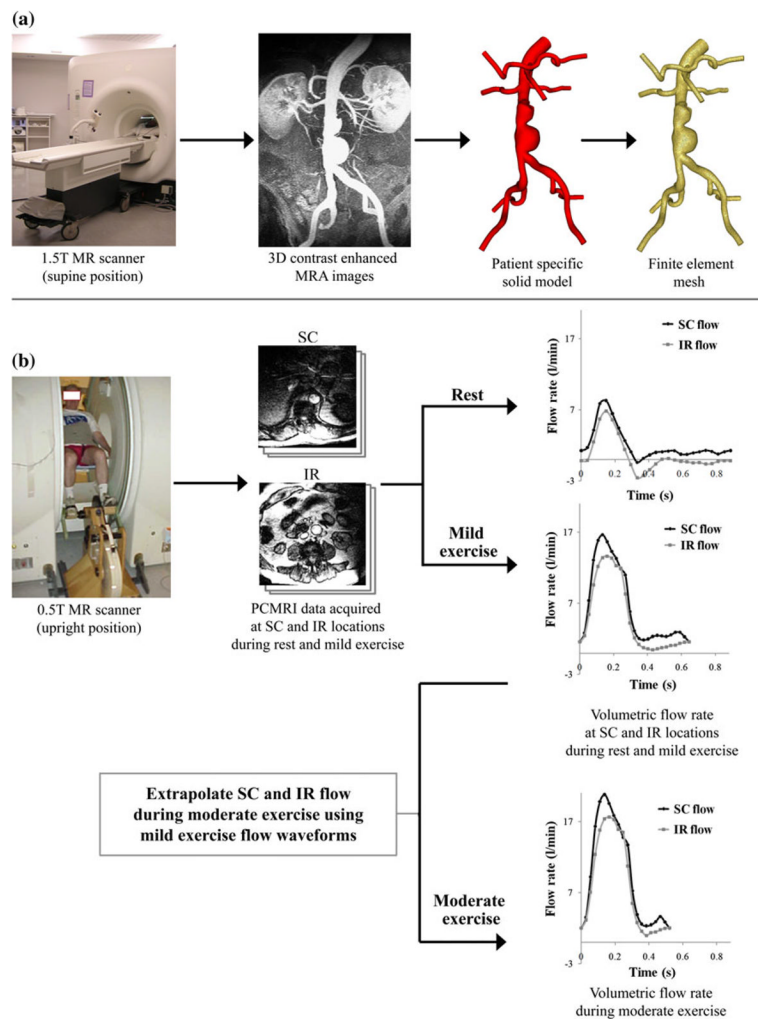 (a)
1.5T MR scanner
(supine position)
3D contrast enhanced
MRA images
Patient specific
solid model
Finite element
mesh
(b)
0.5T MR scanner
(upright position)
SC
IR
PCMRI data acquired
at SC and IR locations
during rest and mild exercise
Rest
Mild
exercise
Flow rate (l/min)
17
7
-3
SC flow
IR flow
0 0.2 0.4 0.6 0.8
Time (s)
Flow rate (l/min)
17
7
-3
SC flow
IR flow
0 0.2 0.4 0.6 0.8
Time (s)
Volumetric flow rate
at SC and IR locations
during rest and mild exercise
Extrapolate SC and IR flow
during moderate exercise using
mild exercise flow waveforms
Moderate
exercise
Flow rate (l/min)
17
7
-3
SC flow
IR flow
0 0.2 0.4 0.6 0.8
Time (s)
Volumetric flow rate
during moderate exercise